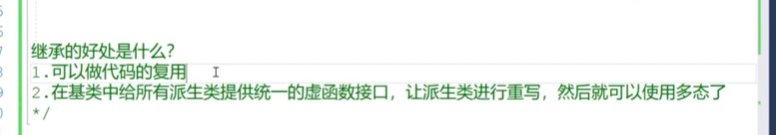 继承的好处是什么？
1.可以做代码的复用
2.在基类中给所有派生类提供统一的虚函数接口，让派生类进行重写，然后就可以使用多态了
*/